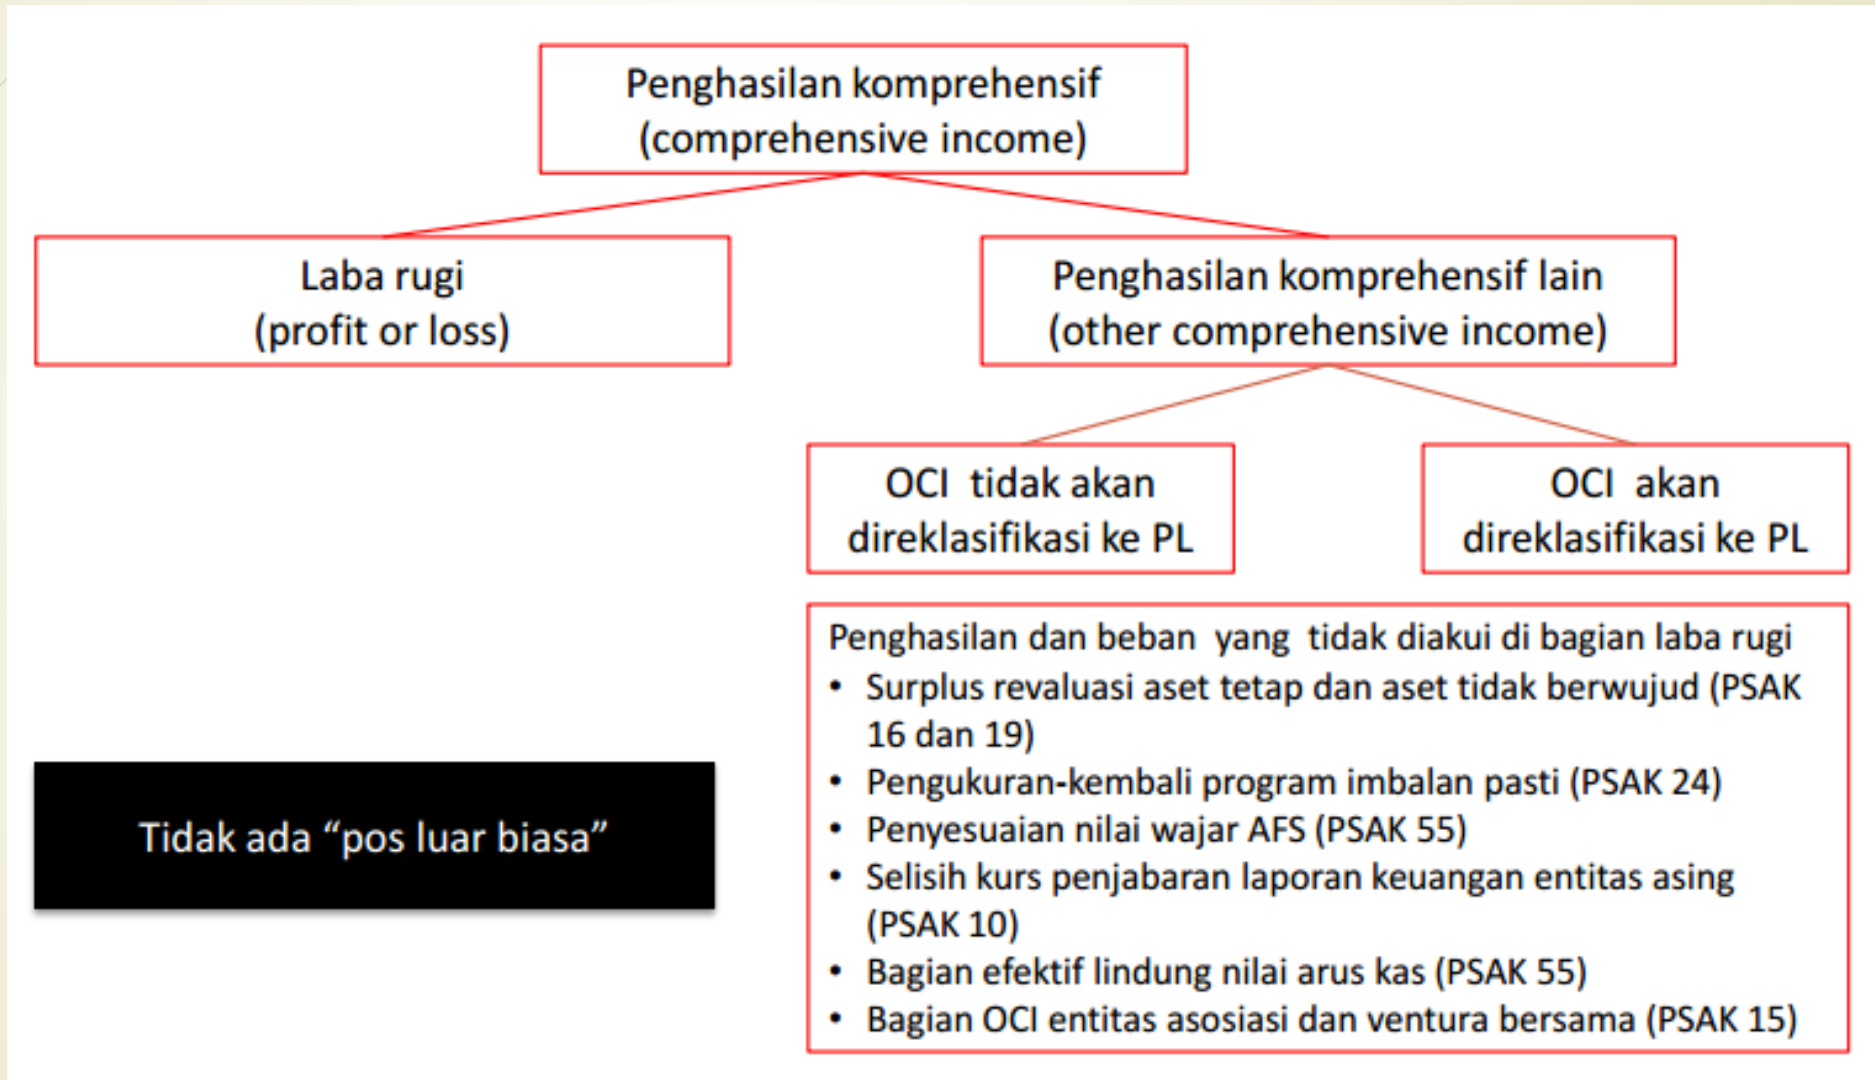 Penghasilan komprehensif
(comprehensive income)
Laba rugi
(profit or loss)
Penghasilan komprehensif lain
(other comprehensive income)
OCI tidak akan
direklasifikasi ke PL
OCI akan
direklasifikasi ke PL
Penghasilan dan beban yang tidak diakui di bagian laba rugi
• Surplus revaluasi aset tetap dan aset tidak berwujud (PSAK
16 dan 19)
• Pengukuran-kembali program imbalan pasti (PSAK 24)
• Penyesuaian nilai wajar AFS (PSAK 55)
• Selisih kurs penjabaran laporan keuangan entitas asing
(PSAK 10)
• Bagian efektif lindung nilai arus kas (PSAK 55)
• Bagian OCI entitas asosiasi dan ventura bersama (PSAK 15)
Tidak ada “pos luar biasa”